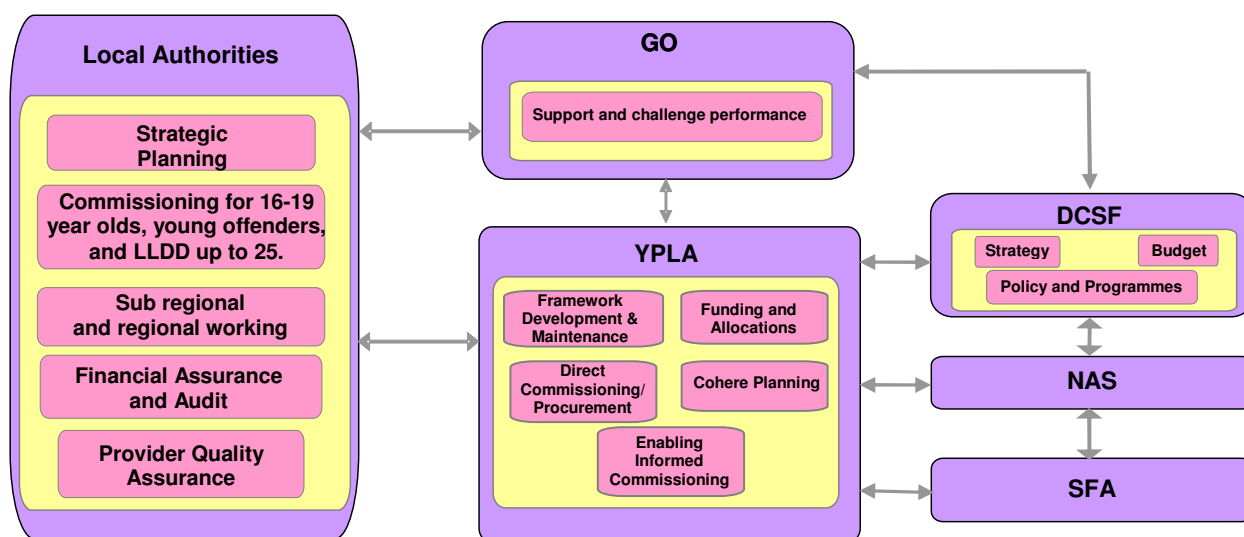 Local Authorities
Strategic
Planning
Commissioning for 16-19
year olds, young offenders,
and LLDD up to 25.
Sub regional
and regional working
Financial Assurance
and Audit
Provider Quality
Assurance
GO
Support and challenge performance
YPLA
Framework
Development &
Maintenance
Funding and
Allocations
Direct
Commissioning/
Procurement
Cohere Planning
Enabling
Informed
Commissioning
DCSF
Strategy
Budget
Policy and Programmes
NAS
SFA